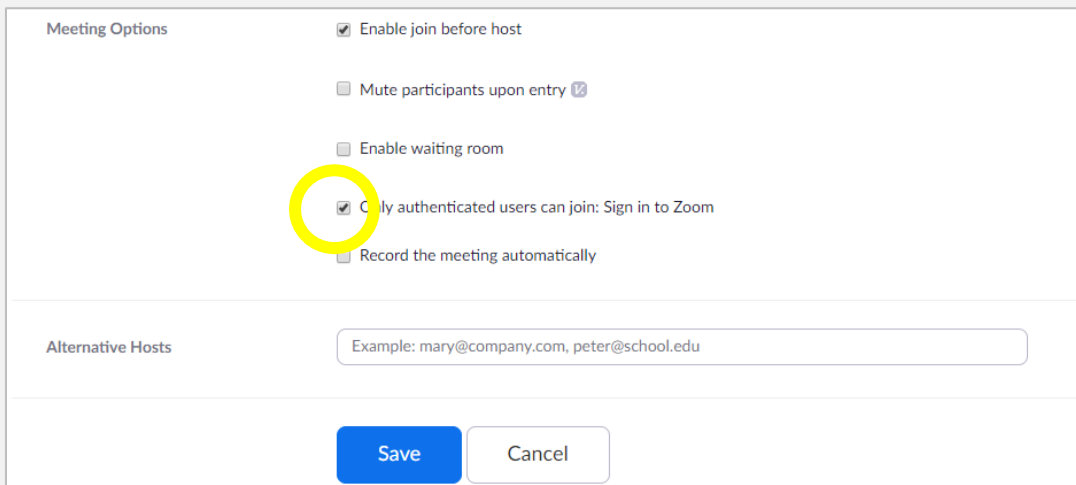 Meeting Options
Enable join before host
Mute participants upon entry
Enable waiting room
Only authenticated users can join: Sign in to Zoom
Record the meeting automatically
Alternative Hosts
Example: mary@company.com, peter@school.edu
Save Cancel